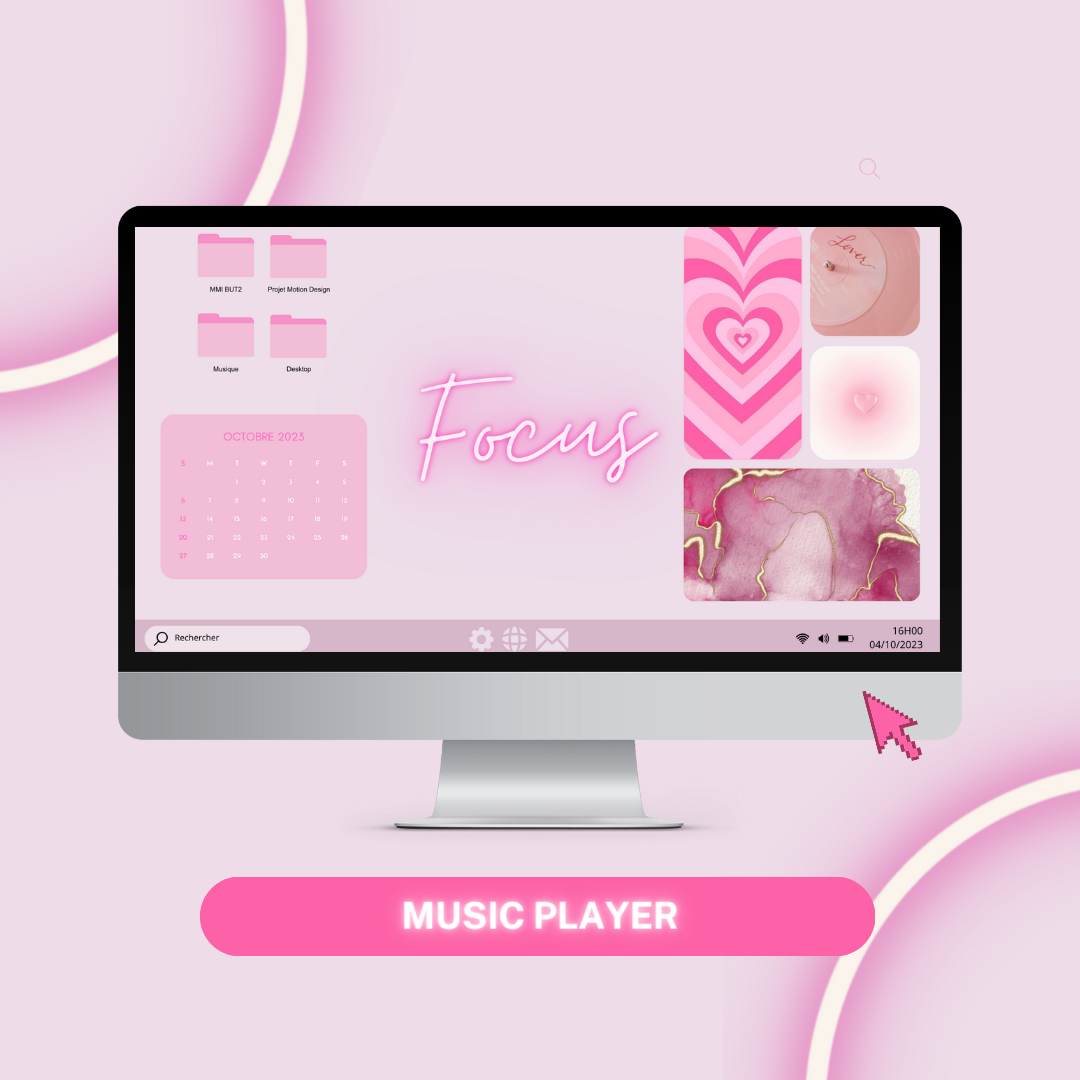 MMI BUT2
Projet Motion Design
Musique
Desktop
OCTOBRE 2023
S M T W T F S
1 2 3 4 5
6 7 8 9 10 11 12
13 14 15 16 17 18 19
20 21 22 23 24 25 26
27 28 29 30
Focus
Lover
Rechercher
16H00
04/10/2023
MUSIC PLAYER